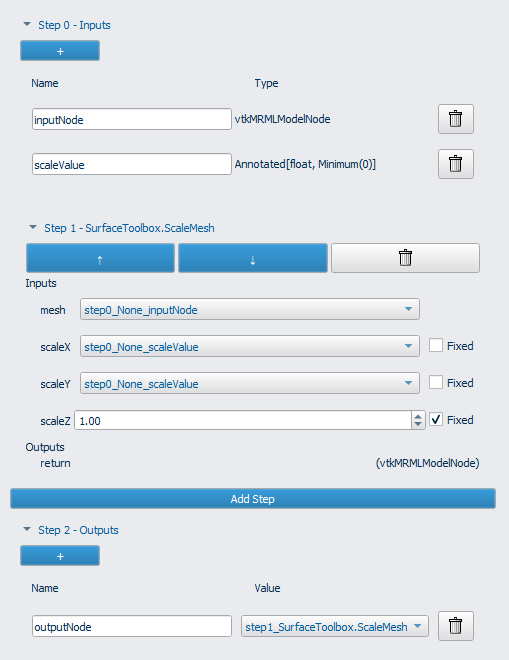 Step 0 - Inputs
+
Name Type
inputNode vtkMRMLModelNode
scaleValue Annotated[float, Minimum(0)]
Step 1 - SurfaceToolbox.ScaleMesh
↑ ↓
Inputs
mesh step0_None_inputNode
scaleX step0_None_scaleValue Fixed
scaleY step0_None_scaleValue Fixed
scaleZ 1.00 Fixed
Outputs
return (vtkMRMLModelNode)
Add Step
Step 2 - Outputs
+
Name Value
outputNode step1_SurfaceToolbox.ScaleMesh